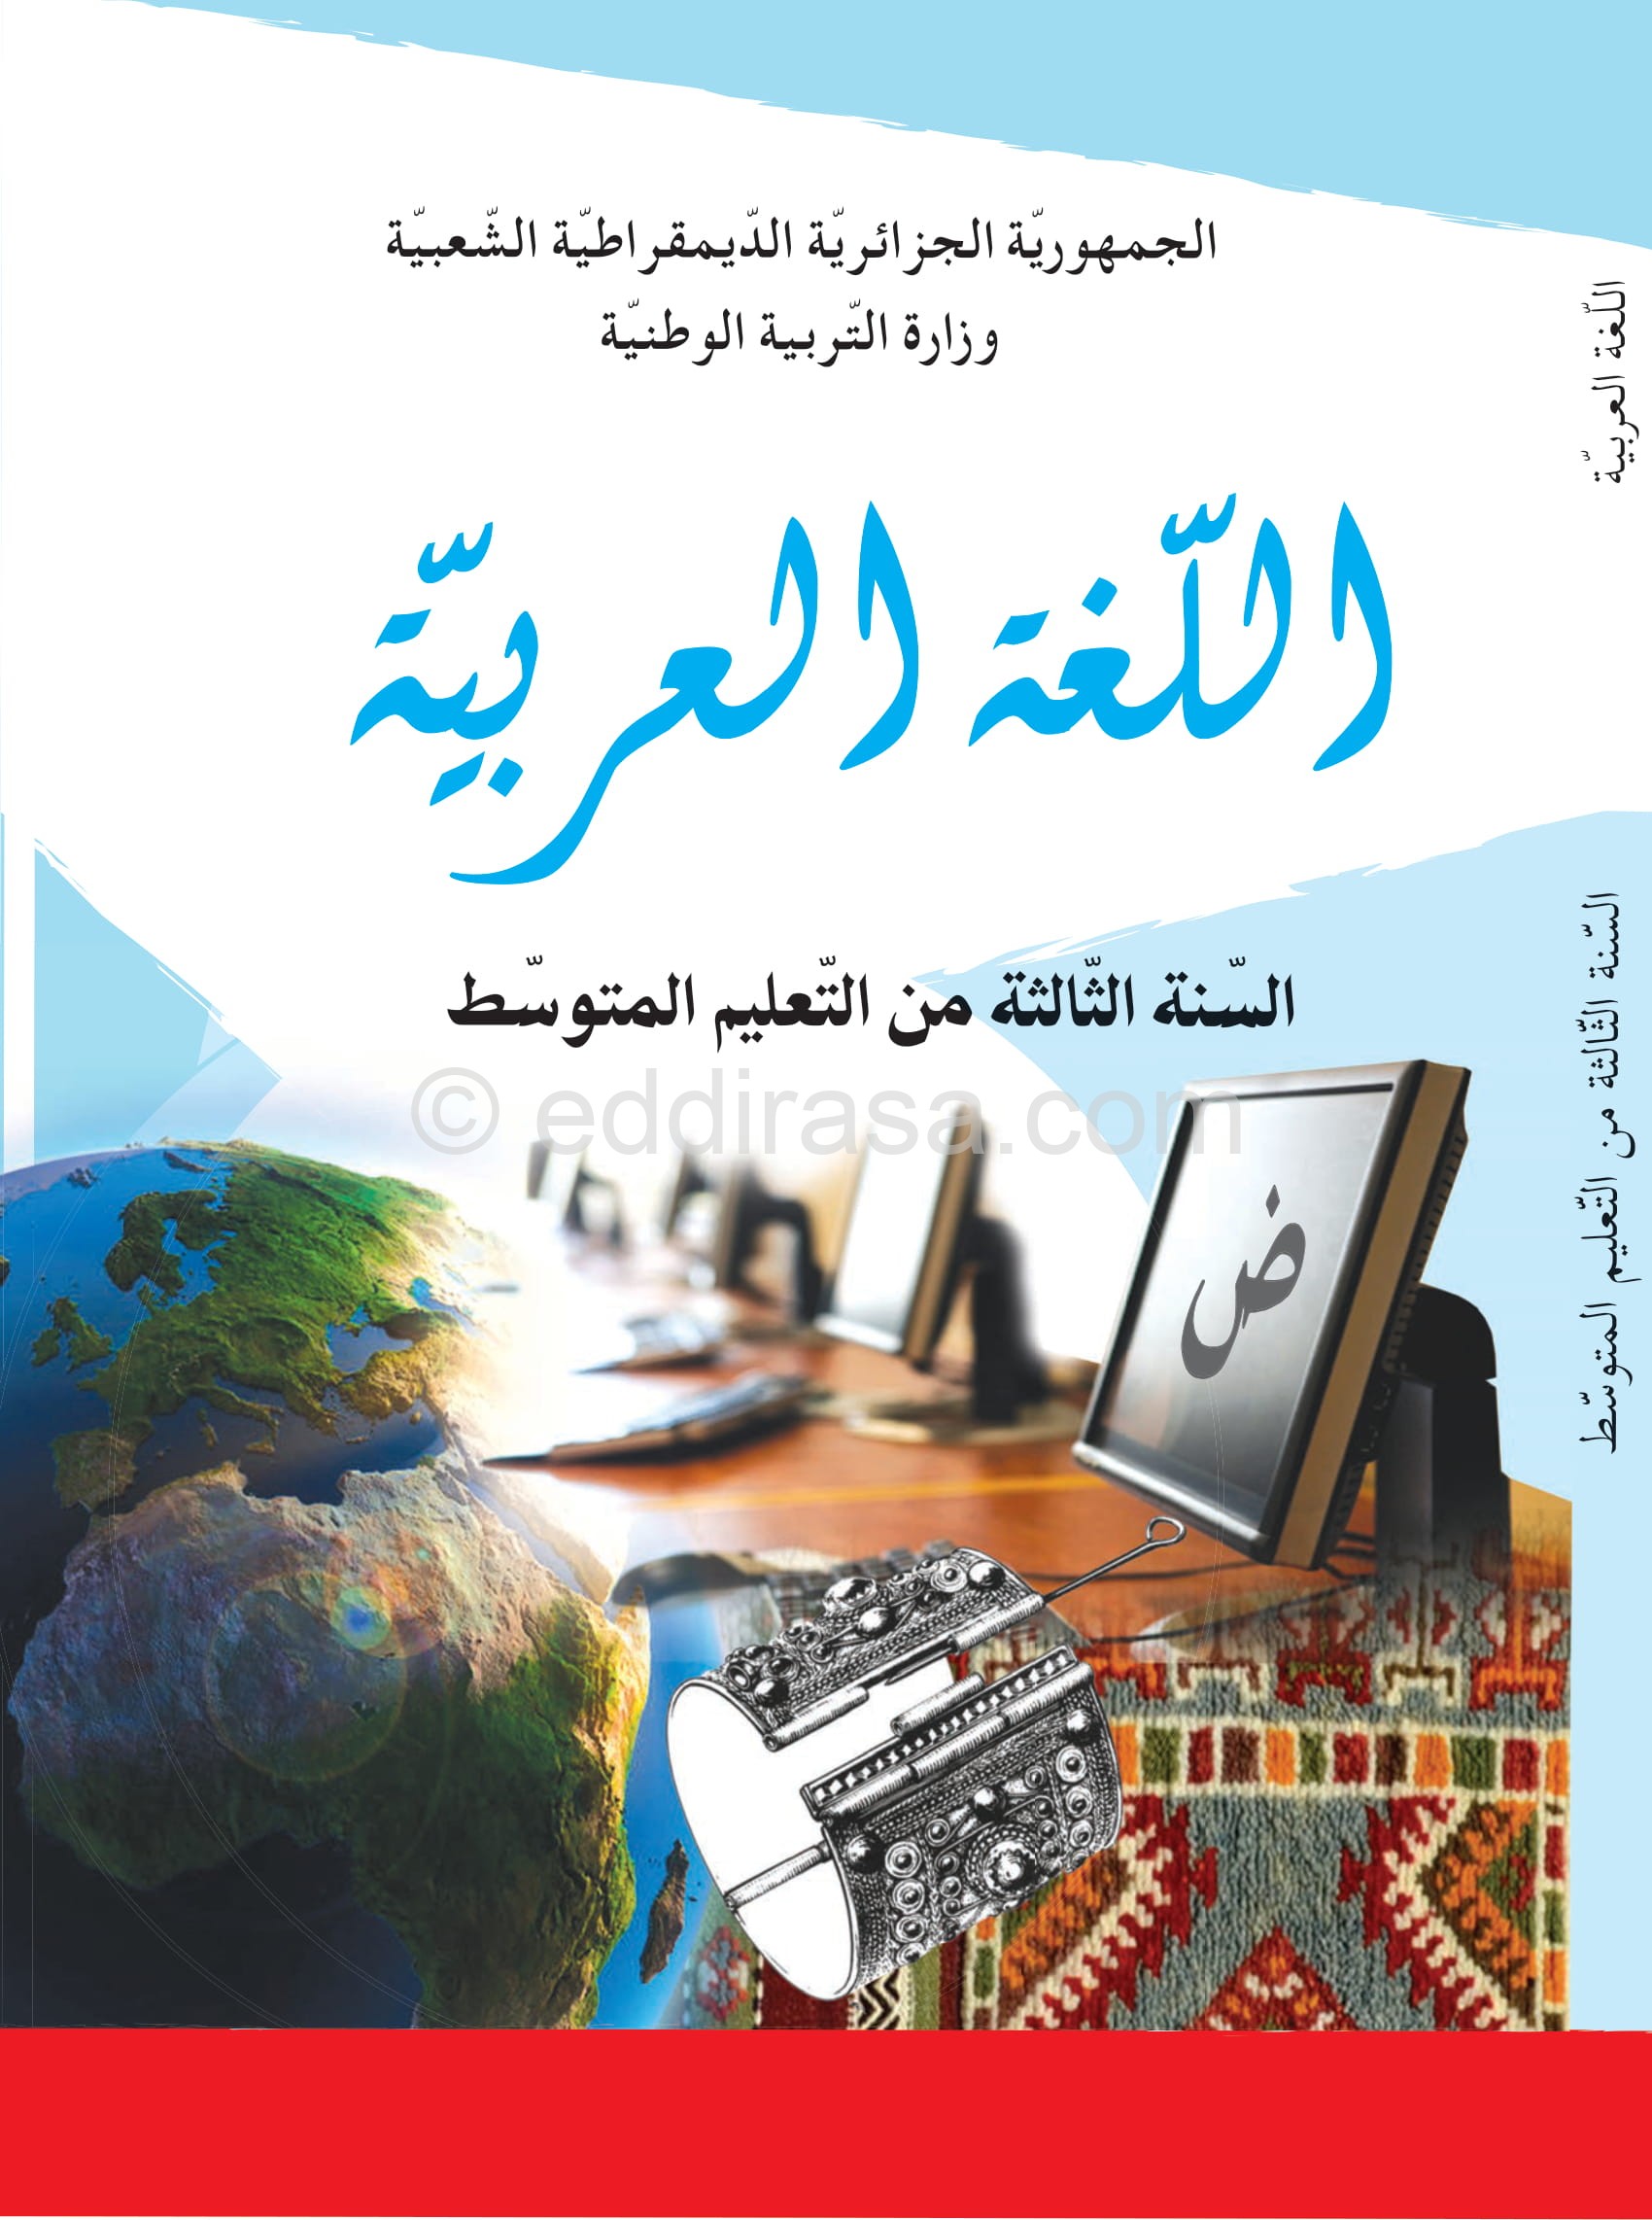 الجمهوريّة الجزائريّة الدّيمقراطيّة الشّعبيّة
وزارة التّربية الوطنيّة
اللّغة العربيّة
السّنة الثّالثة من التّعليم المتوسّط
© eddirasa.com
ض
اللّغة العربيّة
السّنة الثّالثة من التّعليم المتوسّط